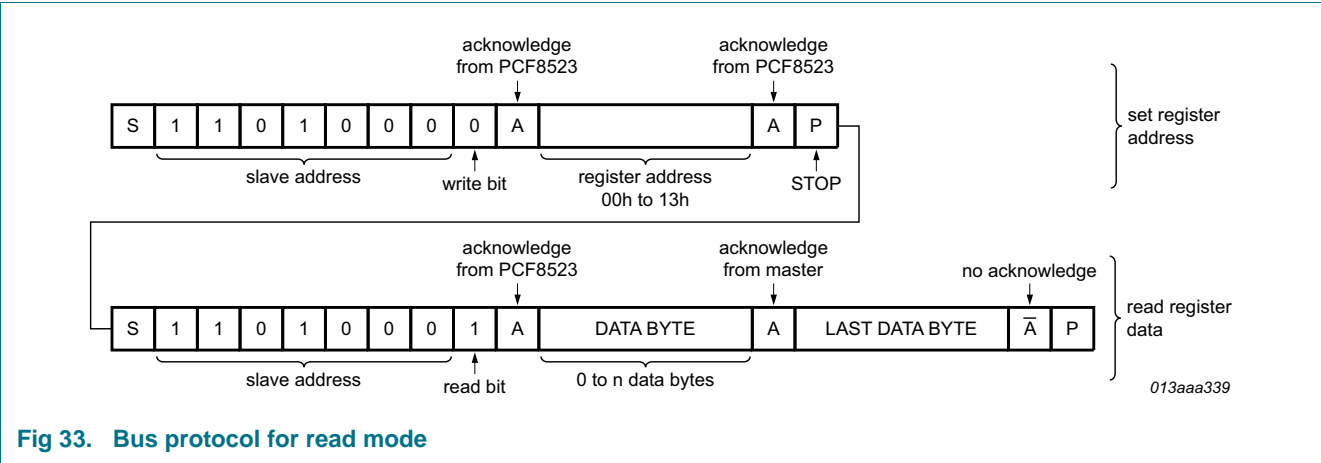 acknowledge
from PCF8523
acknowledge
from PCF8523
S 1 1 0 1 0 0 0 0 A A P
set register
address
slave address
write bit
register address
00h to 13h
STOP
acknowledge
from PCF8523
acknowledge
from master
no acknowledge
S 1 1 0 1 0 0 0 1 A DATA BYTE A LAST DATA BYTE A̅ P
read register
data
slave address
read bit
0 to n data bytes
013aaa339
Fig 33. Bus protocol for read mode